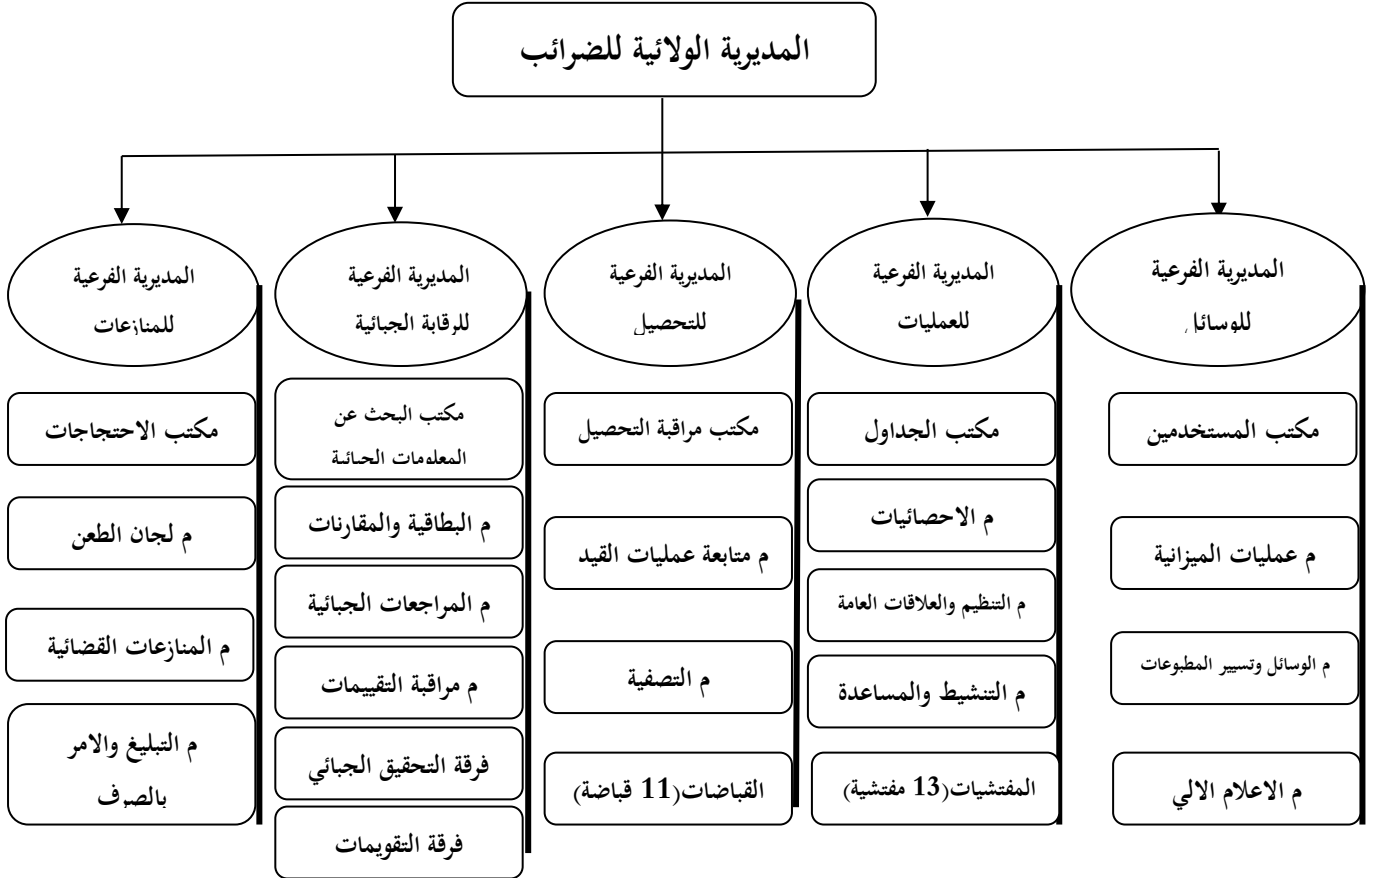 المديرية الولائية للضرائب
المديرية الفرعية
للوسائل
المديرية الفرعية
للعمليات
المديرية الفرعية
للتحصيل
المديرية الفرعية
للرقابة الجبائية
المديرية الفرعية
للمنازعات
مكتب المستخدمين
م عمليات الميزانية
م الوسائل وتسيير المطبوعات
م الاعلام الالي
مكتب الجداول
م الاحصائيات
م التنظيم والعلاقات العامة
م التنشيط والمساعدة
المفتشيات(13 مفتشية)
مكتب مراقبة التحصيل
م متابعة عمليات القيد
م التصفية
القباضات(11 قباضة)
مكتب البحث عن
المعلومات الجبائية
م البطاقية والمقارنات
م المراجعات الجبائية
م مراقبة التقييمات
فرقة التحقيق الجبائي
فرقة التقويمات
مكتب الاحتجاجات
م لجان الطعن
م المنازعات القضائية
م التبليغ والامر
بالصرف